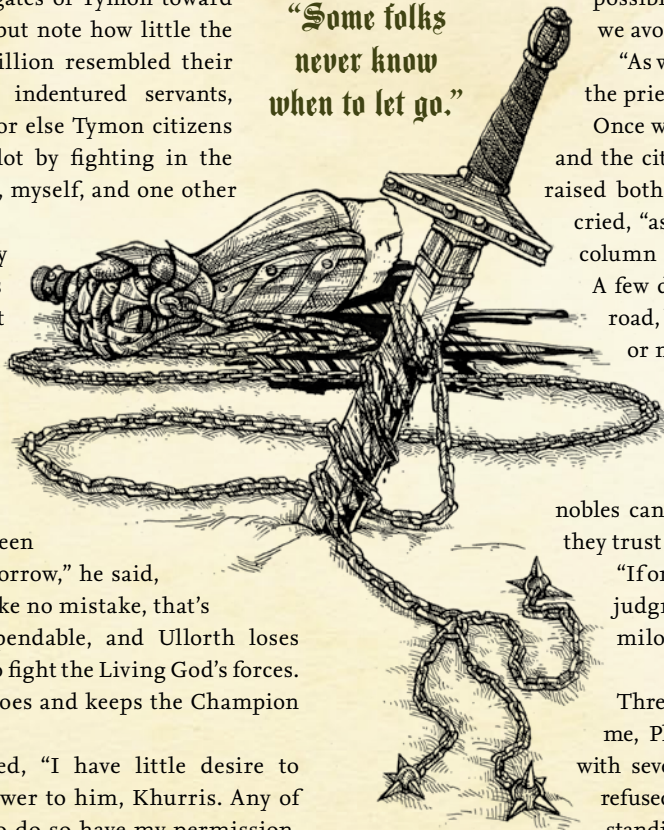 gates of Tymon toward
but note how little the
illion resembled their
indentured servants,
or else Tymon citizens
lot by fighting in the
, myself, and one other
y
s
t
een
orrow,” he said,
ke no mistake, that’s
pendable, and Ullorth loses
o fight the Living God’s forces.
oes and keeps the Champion
ed, “I have little desire to
wer to him, Khurris. Any of
o do so have my permission.
“Some folks
never know
when to let go.”
possibl
we avo
“As w
the prie
Once w
and the cit
raised both
cried, “as
column
A few d
road,
or n
nobles can
they trust
“If or
judgr
milo
Thre
me, Pl
with seve
refused
standi